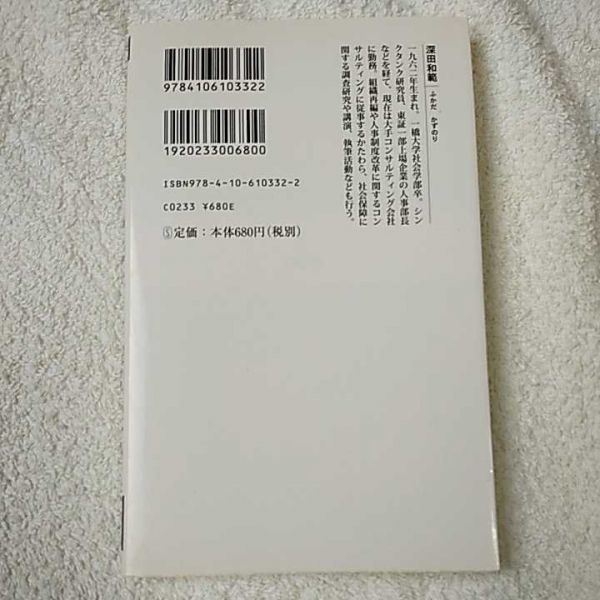 深田和範
ふかだ かずのり
一九六二年生まれ。一橋大学社会学部卒。シン
クタンク研究員、東証一部上場企業の人事部長
などを経て、現在は大手コンサルティング会社
に勤務。組織再編や人事制度改革に関するコン
サルティングに従事するかたわら、社会保障に
関する調査研究や講演、執筆活動なども行う。
9784106103322
1920233006800
ISBN978-4-10-610332-2
C0233 ¥680E
Ⓢ定価：本体680円(税別)